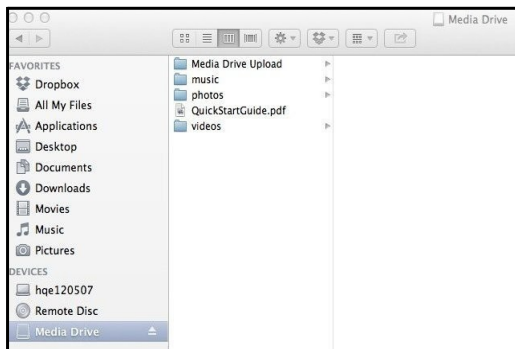 Media Drive
FAVORITES
Dropbox
All My Files
Applications
Desktop
Documents
Downloads
Movies
Music
Pictures
DEVICES
hqe120507
Remote Disc
Media Drive
Media Drive Upload
music
photos
QuickStartGuide.pdf
videos